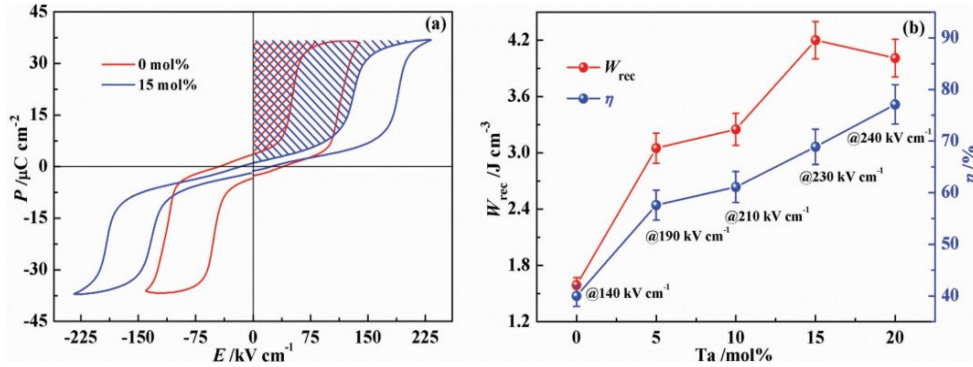 (a)
0 mol%
15 mol%
P /μC cm⁻²
45
30
15
0
-15
-30
-45
-225 -150 -75 0 75 150 225
E /kV cm⁻¹
(b)
W_rec
η
W_rec /J cm⁻³
4.2
3.6
3.0
2.4
1.8
1.2
@140 kV cm⁻¹
@190 kV cm⁻¹
@210 kV cm⁻¹
@230 kV cm⁻¹
@240 kV cm⁻¹
0 5 10 15 20
Ta /mol%
90
80
70
60
50
40
η /%